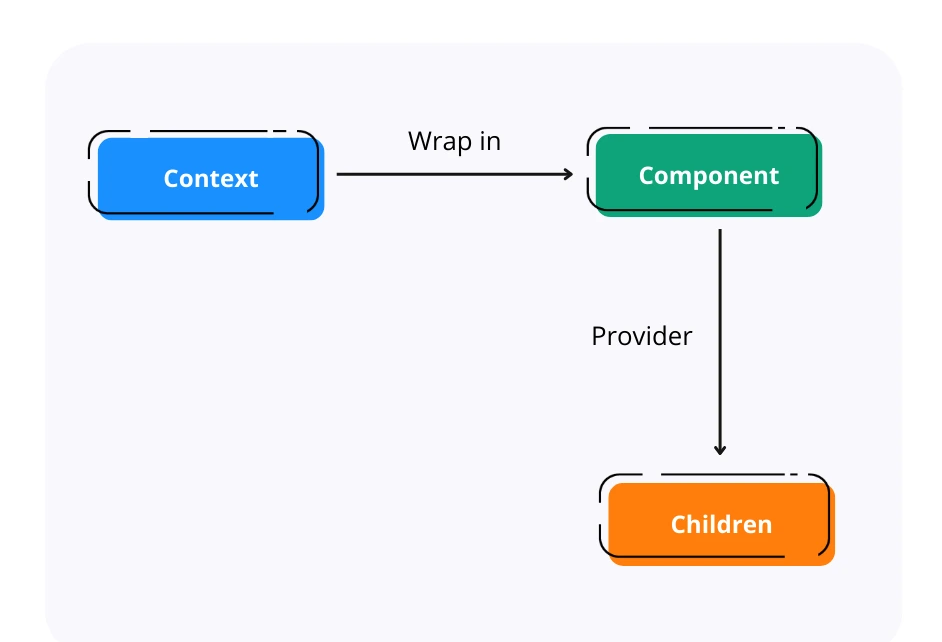 Wrap in
Context
Component
Provider
Children